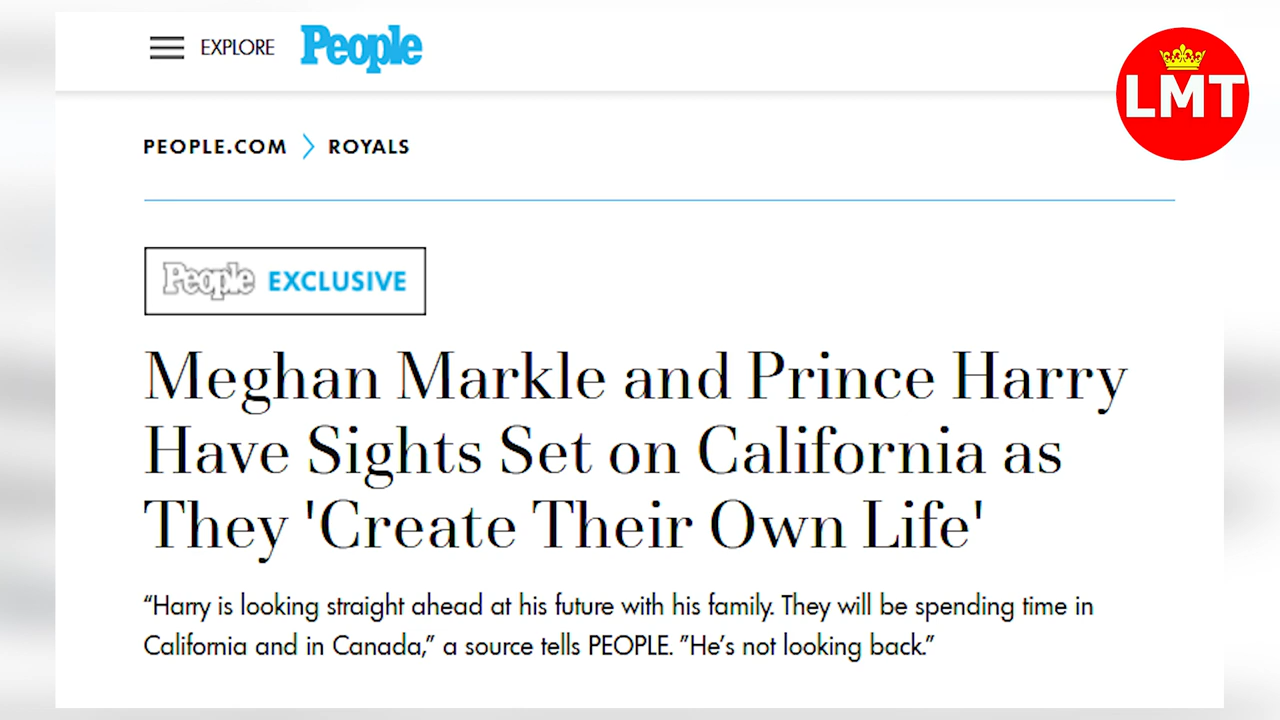 EXPLORE People
LMT
PEOPLE.COM > ROYALS
People EXCLUSIVE
Meghan Markle and Prince Harry
Have Sights Set on California as
They 'Create Their Own Life'
“Harry is looking straight ahead at his future with his family. They will be spending time in
California and in Canada,” a source tells PEOPLE. ”He’s not looking back.”